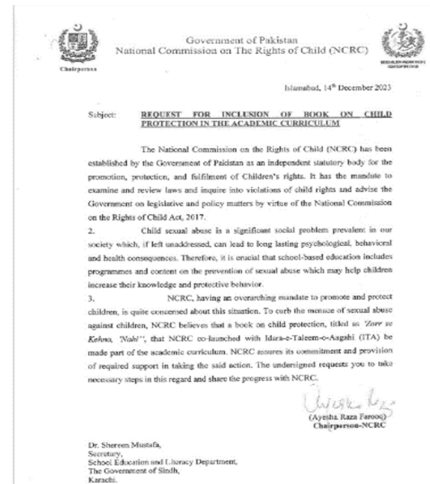 Government of Pakistan
National Commission on The Rights of Child (NCRC)
Chairperson
Islamabad, 14th December 2023
Subject: REQUEST FOR INCLUSION OF BOOK ON CHILD
PROTECTION IN THE ACADEMIC CURRICULUM
The National Commission on the Rights of Child (NCRC) has been
established by the Government of Pakistan as an independent statutory body for the
promotion, protection, and fulfilment of Children's rights. It has the mandate to
examine and review laws and inquire into violations of child rights and advise the
Government on legislative and policy matters by virtue of the National Commission
on the Rights of Child Act, 2017.
2. Child sexual abuse is a significant social problem prevalent in our
society which, if left unaddressed, can lead to long lasting psychological, behavioral
and health consequences. Therefore, it is crucial that school-based education includes
programmes and content on the prevention of sexual abuse which may help children
increase their knowledge and protective behavior.
3. NCRC, having an overarching mandate to promote and protect
children, is quite concerned about this situation. To curb the menace of sexual abuse
against children, NCRC believes that a book on child protection, titled as 'Zorr se
Kehna, 'Nahi'", that NCRC co-launched with Idara-e-Taleem-o-Aagahi (ITA) be
made part of the academic curriculum. NCRC assures its commitment and provision
of required support in taking the said action. The undersigned requests you to take
necessary steps in this regard and share the progress with NCRC.
(Ayesha Raza Farooq)
Chairperson-NCRC
Dr. Shereen Mustafa,
Secretary,
School Education and Literacy Department,
The Government of Sindh,
Karachi.